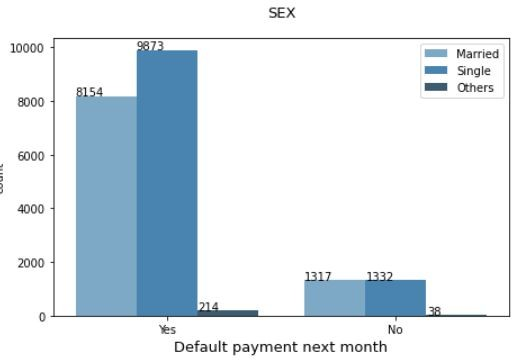 SEX
Married
Single
Others
10000
8000
6000
4000
2000
0
9873
8154
214
1317
1332
38
Yes
No
Default payment next month